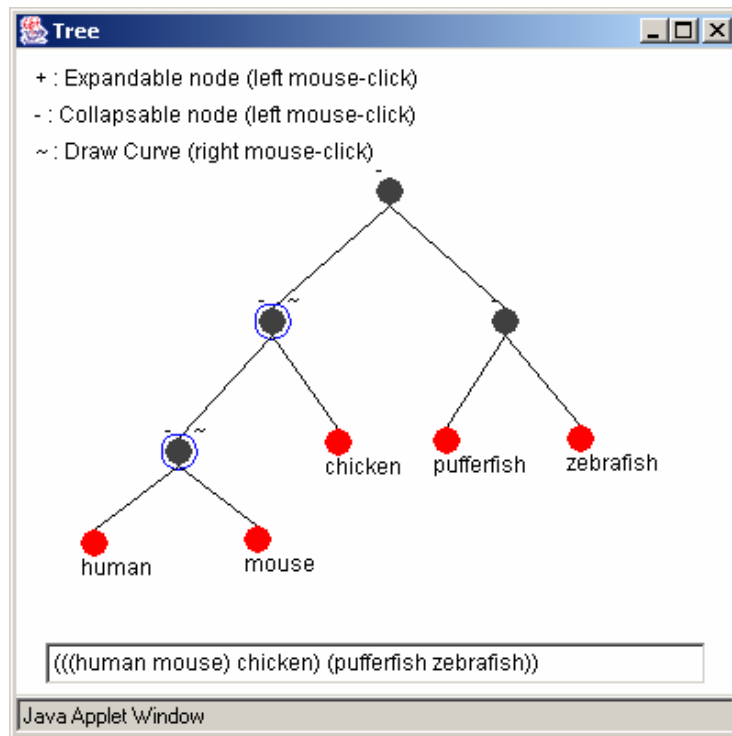 Tree
+ : Expandable node (left mouse-click)
- : Collapsable node (left mouse-click)
~ : Draw Curve (right mouse-click)
-
- ~
-
- ~
chicken
pufferfish
zebrafish
human
mouse
(((human mouse) chicken) (pufferfish zebrafish))
Java Applet Window